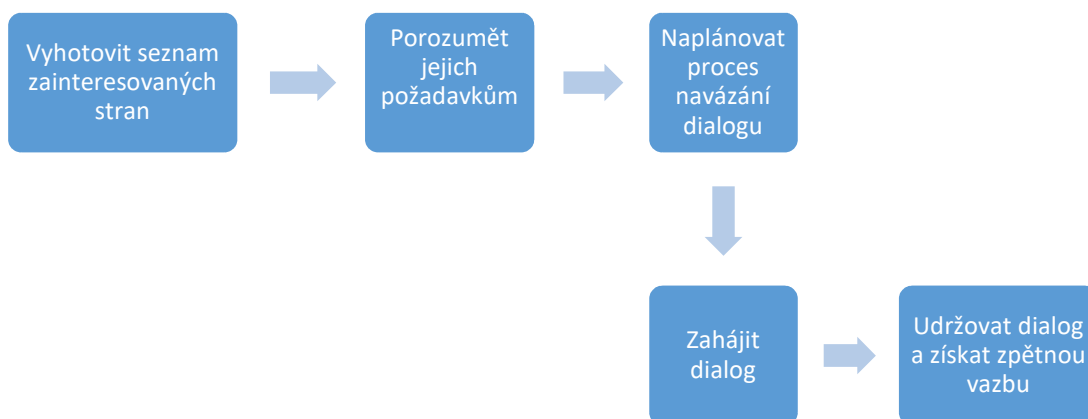 Vyhotovit seznam
zainteresovaných
stran
Porozumět
jejich
požadavkům
Naplánovat
proces
navázání
dialogu
Zahájit
dialog
Udržovat dialog
a získat zpětnou
vazbu